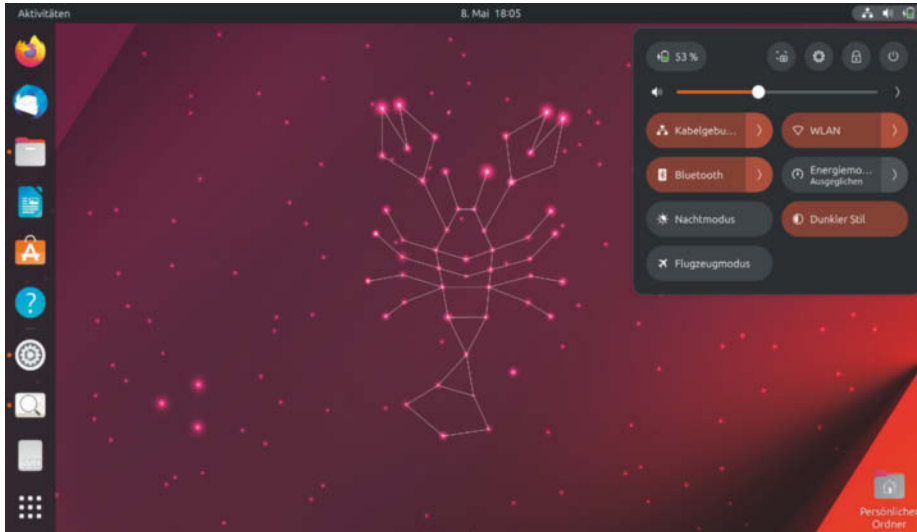 Aktivitäten
8. Mai 18:05
53 %
Kabelgebu...
WLAN
Bluetooth
Energiemo...
Ausgeglichen
Nachtmodus
Dunkler Stil
Flugzeugmodus
Persönlicher
Ordner